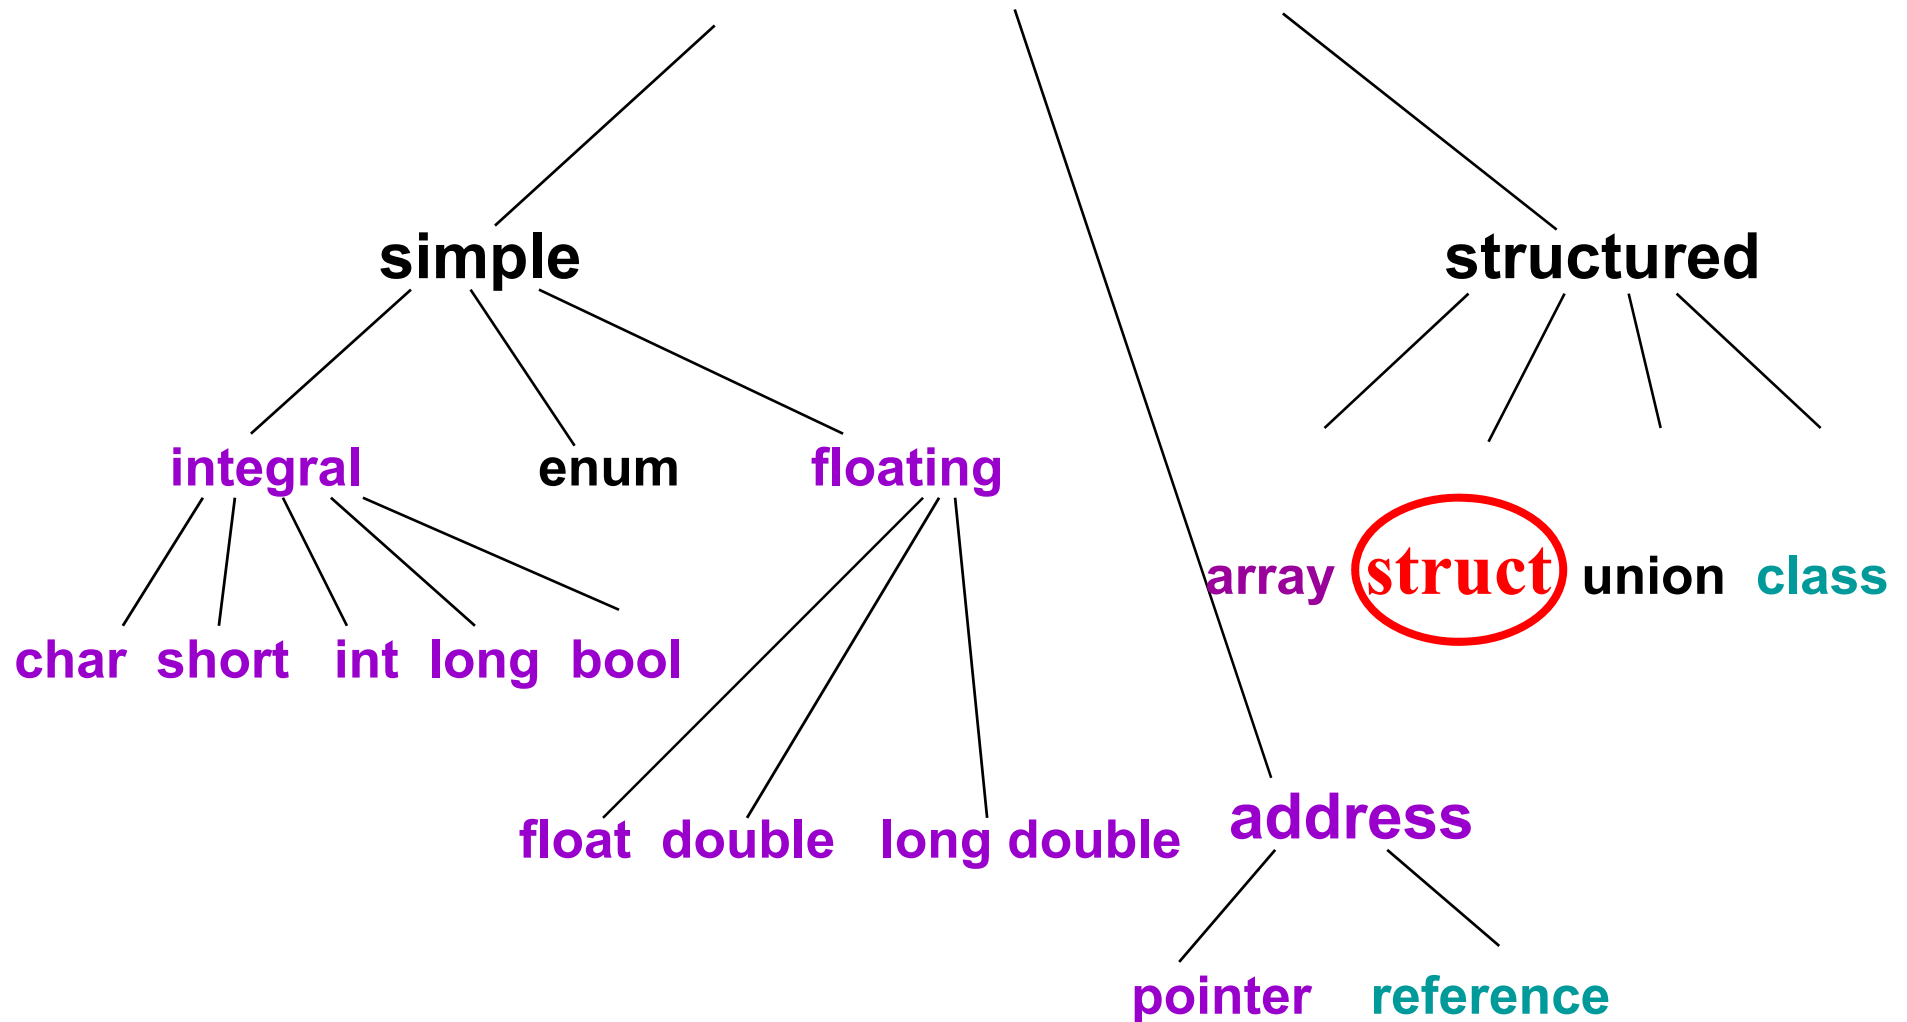 simple structured
integral enum floating
array struct union class
char short int long bool
float double long double address
pointer reference